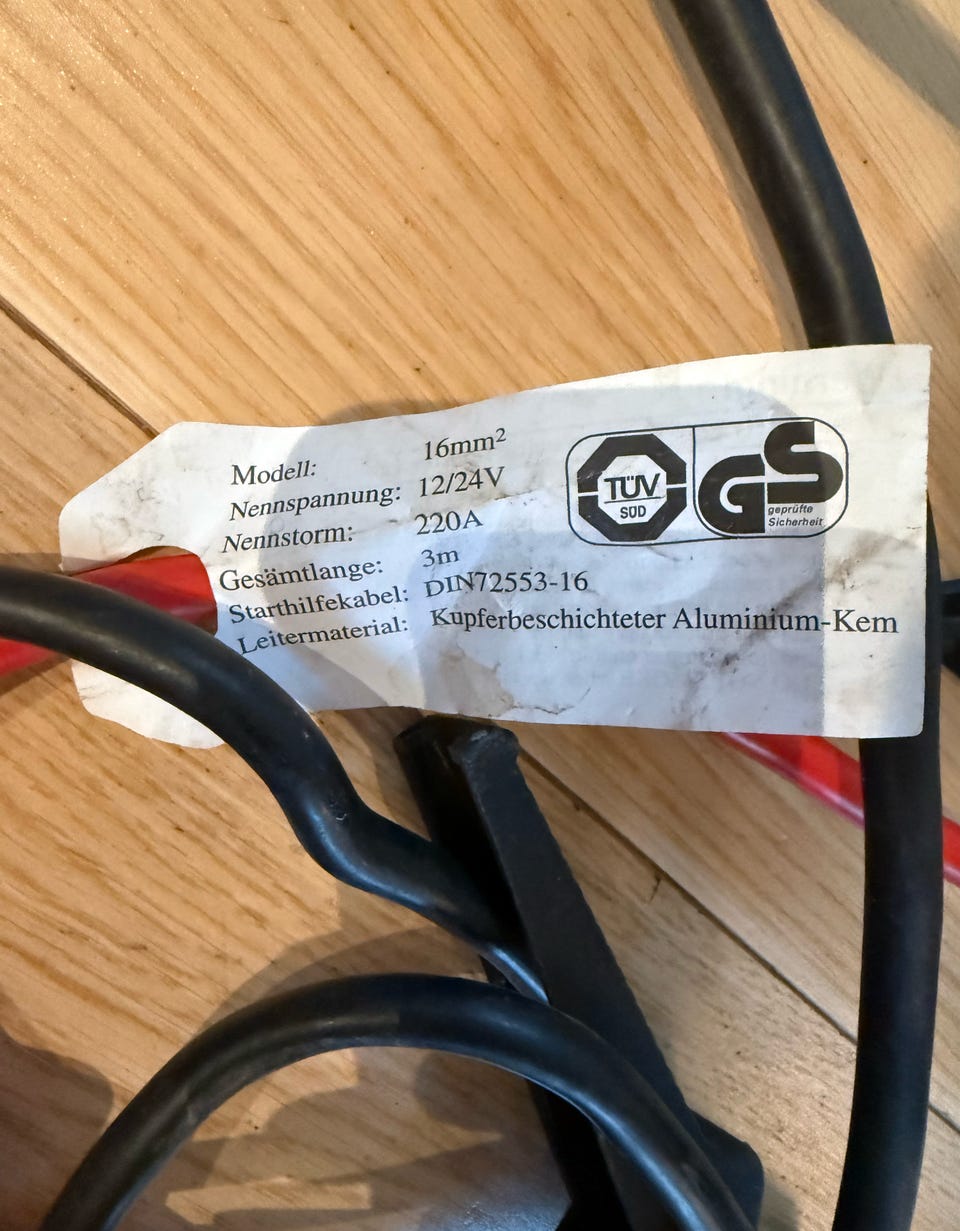 Modell: 16mm²
Nennspannung: 12/24V
Nennstorm: 220A
Gesämtlange: 3m
Starthilfekabel: DIN72553-16
Leitermaterial: Kupferbeschichteter Aluminium-Kem
TÜV
SÜD
GS
geprüfte
Sicherheit